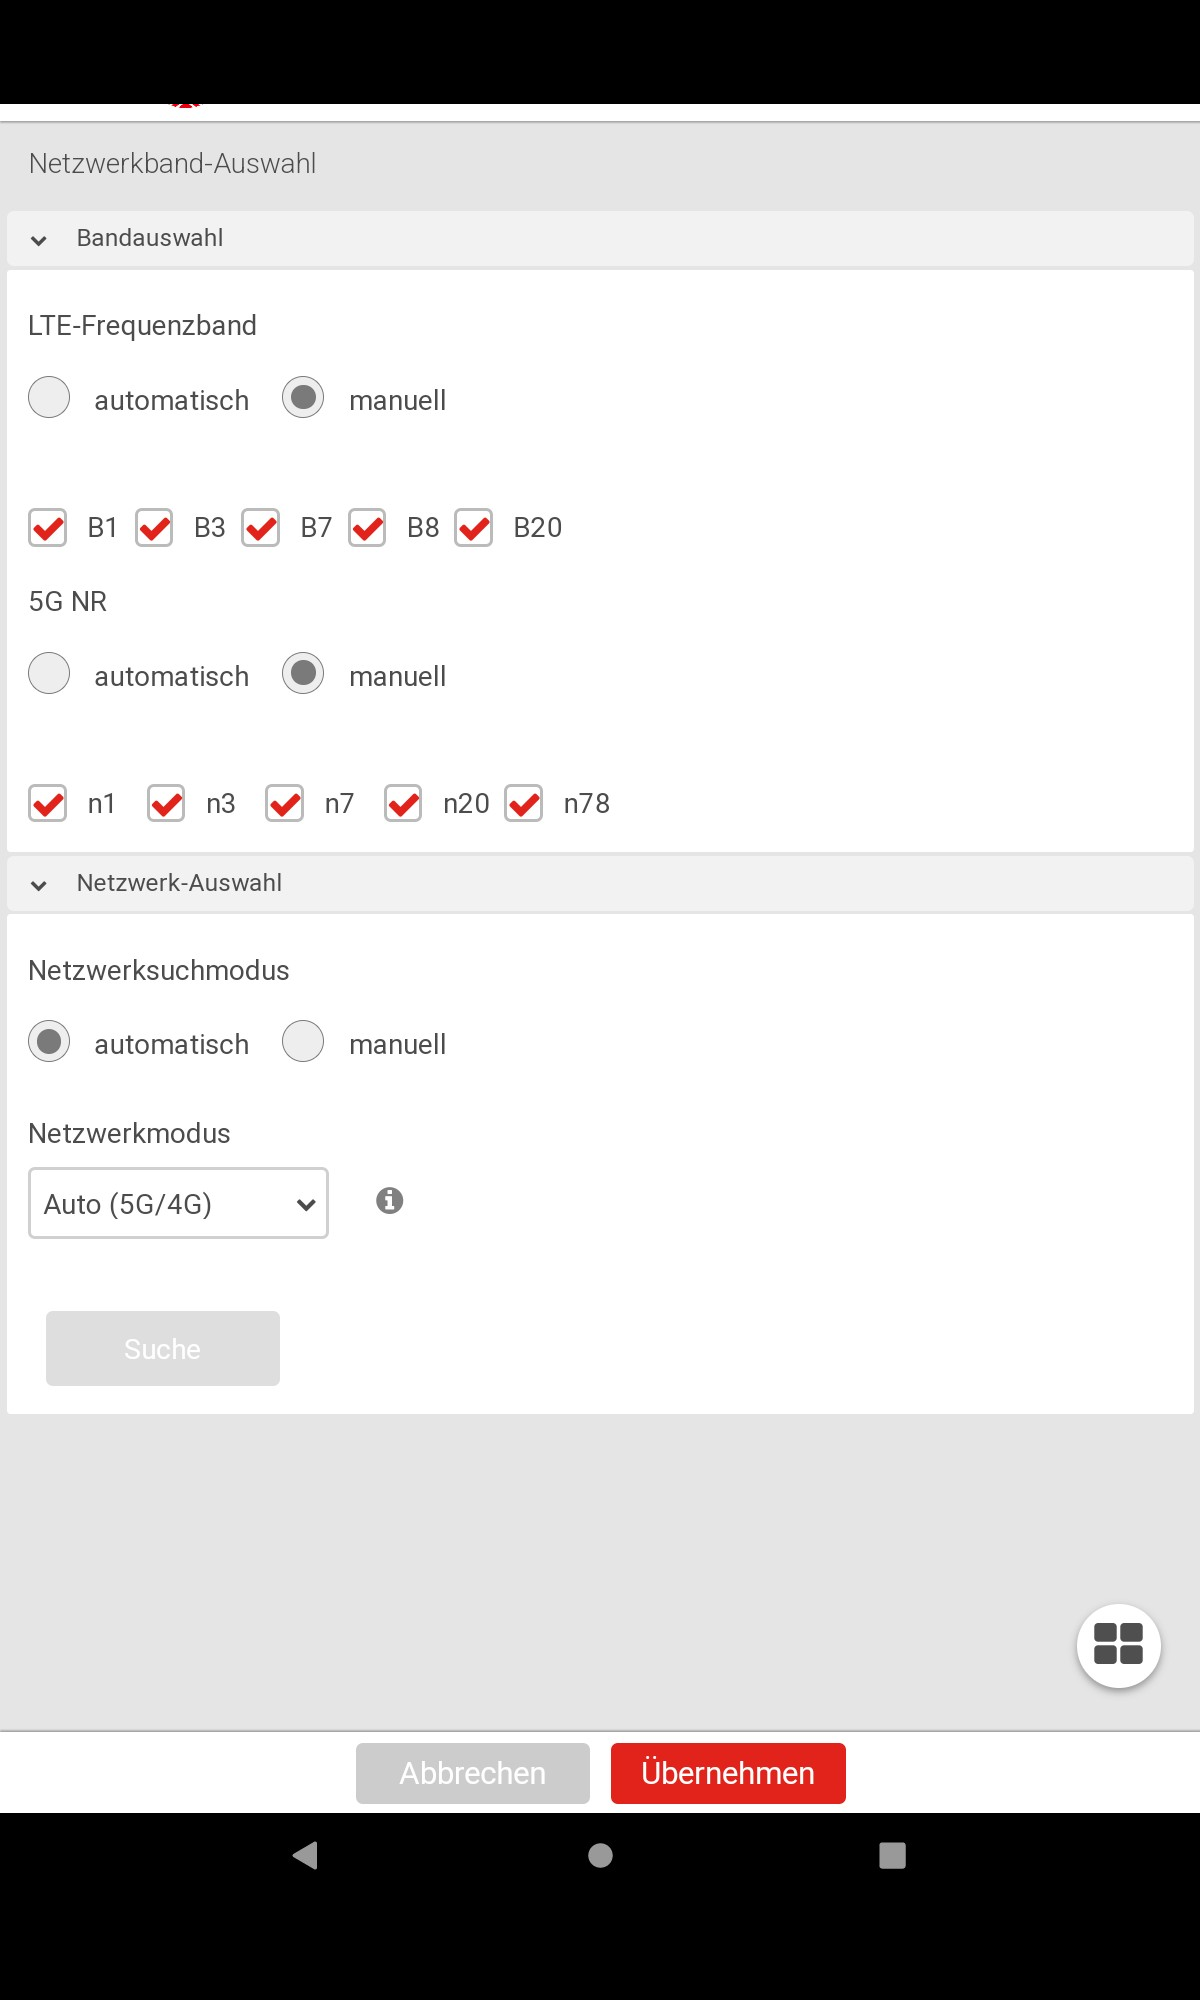 Netzwerkband-Auswahl
Bandauswahl
LTE-Frequenzband
automatisch manuell
B1 B3 B7 B8 B20
5G NR
automatisch manuell
n1 n3 n7 n20 n78
Netzwerk-Auswahl
Netzwerksuchmodus
automatisch manuell
Netzwerkmodus
Auto (5G/4G)
Suche
Abbrechen Übernehmen